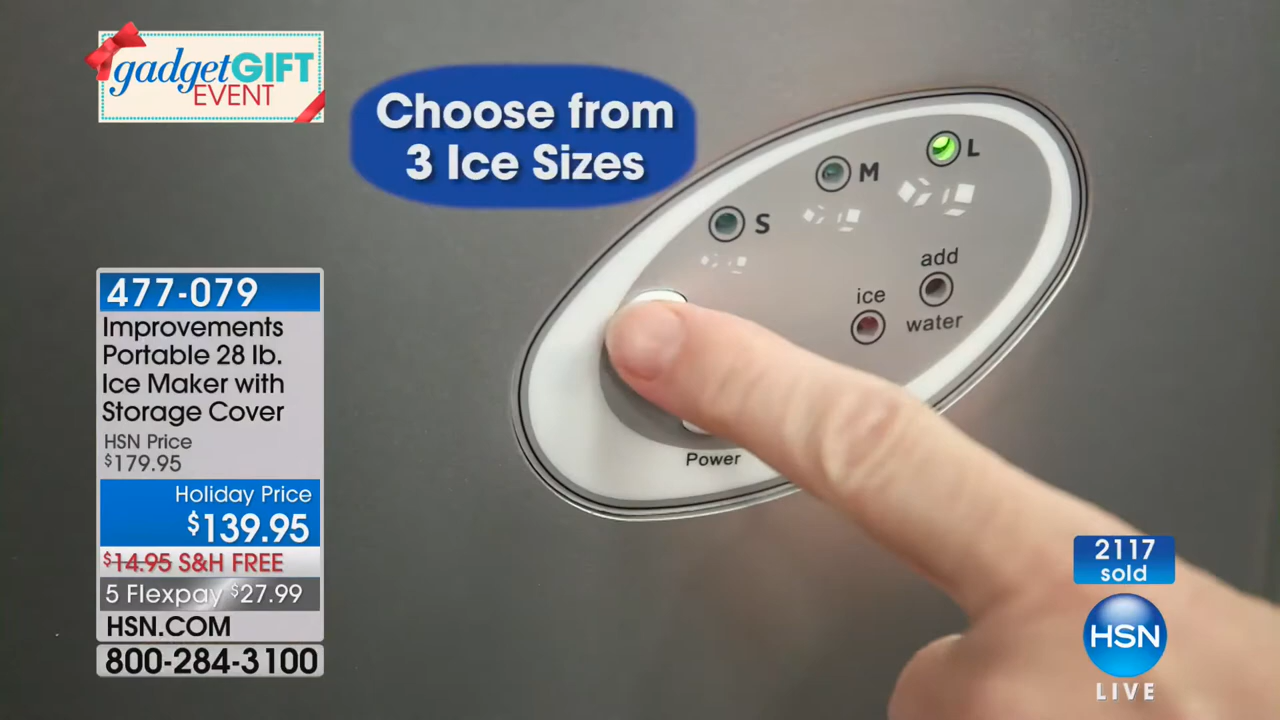 gadgetGIFT
EVENT
Choose from
3 Ice Sizes
S
M
L
add
water
ice
Power
477-079
Improvements
Portable 28 lb.
Ice Maker with
Storage Cover
HSN Price
$179.95
Holiday Price
$139.95
$14.95 S&H FREE
5 Flexpay $27.99
HSN.COM
800-284-3100
2117
sold
HSN
LIVE